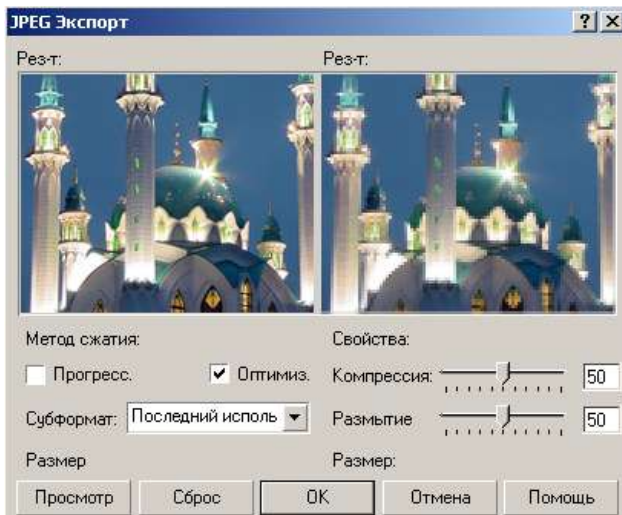 JPEG Экспорт
Рез-т: Рез-т:
Метод сжатия: Свойства:
Прогресс. Оптимиз. Компрессия: 50
Субформат: Последний исполь Размытие 50
Размер Размер:
Просмотр Сброс OK Отмена Помощь